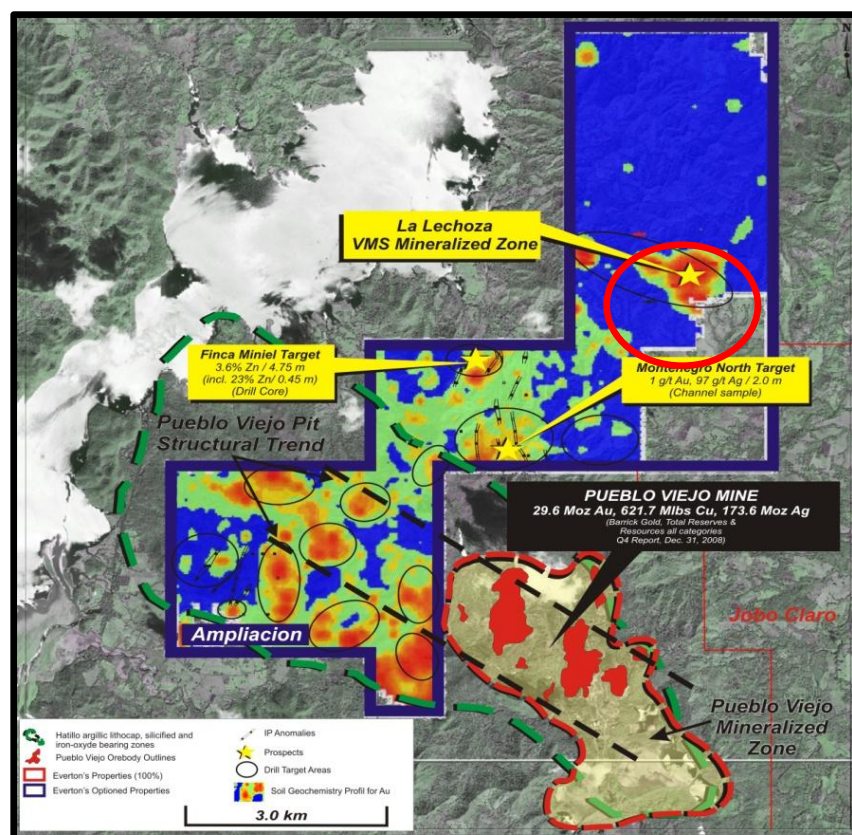 N
La Lechoza
VMS Mineralized Zone
Finca Miniel Target
3.6% Zn / 4.75 m
(incl. 23% Zn/ 0.45 m)
(Drill Core)
Montenegro North Target
1 g/t Au, 97 g/t Ag / 2.0 m
(Channel sample)
Pueblo Viejo Pit
Structural Trend
PUEBLO VIEJO MINE
29.6 Moz Au, 621.7 Mlbs Cu, 173.6 Moz Ag
(Barrick Gold, Total Reserves &
Resources all categories
Q4 Report, Dec. 31, 2008)
Jobo Claro
Ampliacion
Pueblo Viejo
Mineralized
Zone
Hatillo argillic lithocap, silicified and
iron-oxyde bearing zones
Pueblo Viejo Orebody Outlines
Everton's Properties (100%)
Everton's Optioned Properties
IP Anomalies
Prospects
Drill Target Areas
Soil Geochemistry Profil for Au
3.0 km